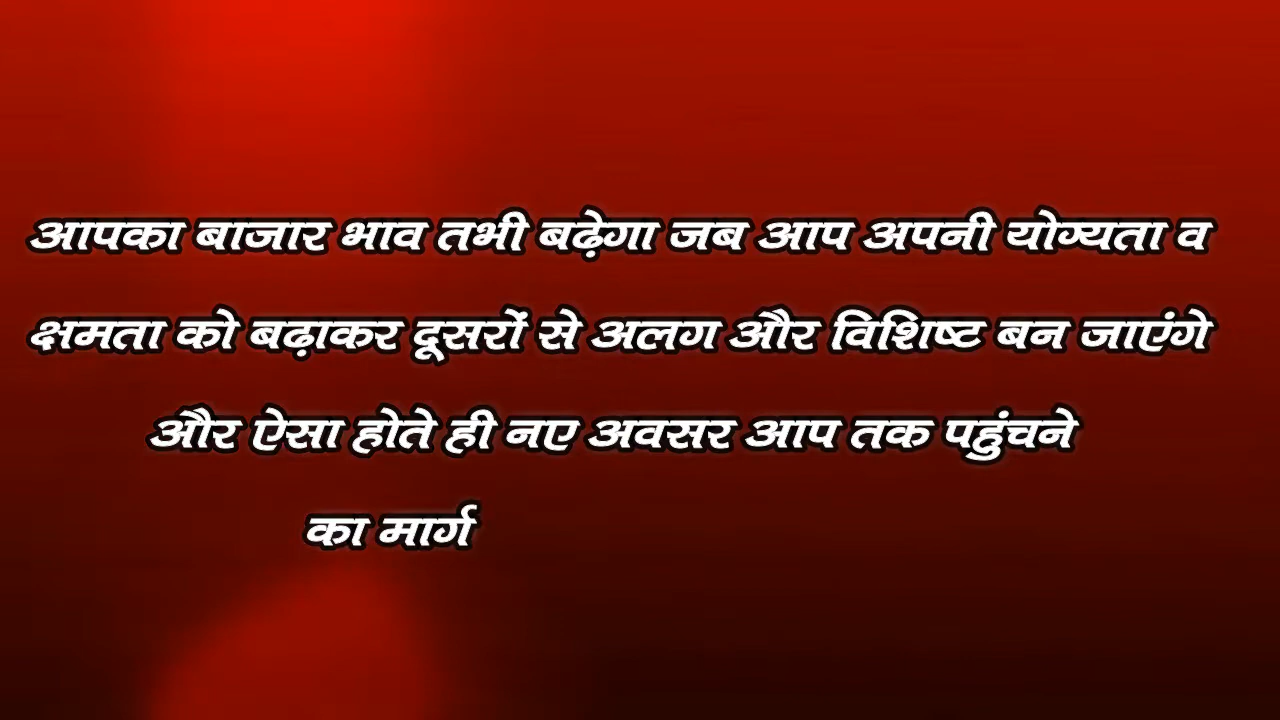 आपका बाजार भाव तभी बढ़ेगा जब आप अपनी योग्यता व
क्षमता को बढ़ाकर दूसरों से अलग और विशिष्ट बन जाएंगे
और ऐसा होते ही नए अवसर आप तक पहुंचने
का मार्ग